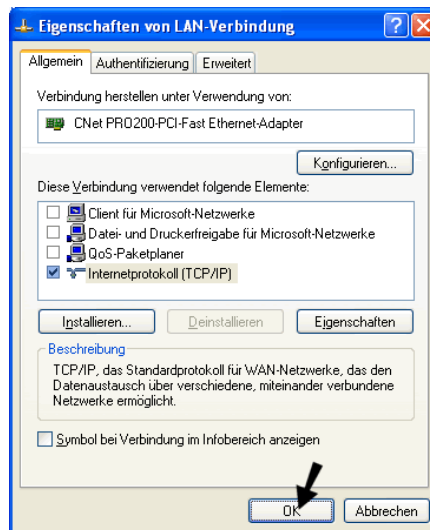 Eigenschaften von LAN-Verbindung
Allgemein Authentifizierung Erweitert
Verbindung herstellen unter Verwendung von:
CNet PRO200-PCI-Fast Ethernet-Adapter
Konfigurieren...
Diese Verbindung verwendet folgende Elemente:
Client für Microsoft-Netzwerke
Datei- und Druckerfreigabe für Microsoft-Netzwerke
QoS-Paketplaner
Internetprotokoll (TCP/IP)
Installieren... Deinstallieren Eigenschaften
Beschreibung
TCP/IP, das Standardprotokoll für WAN-Netzwerke, das den
Datenaustausch über verschiedene, miteinander verbundene
Netzwerke ermöglicht.
Symbol bei Verbindung im Infobereich anzeigen
OK Abbrechen